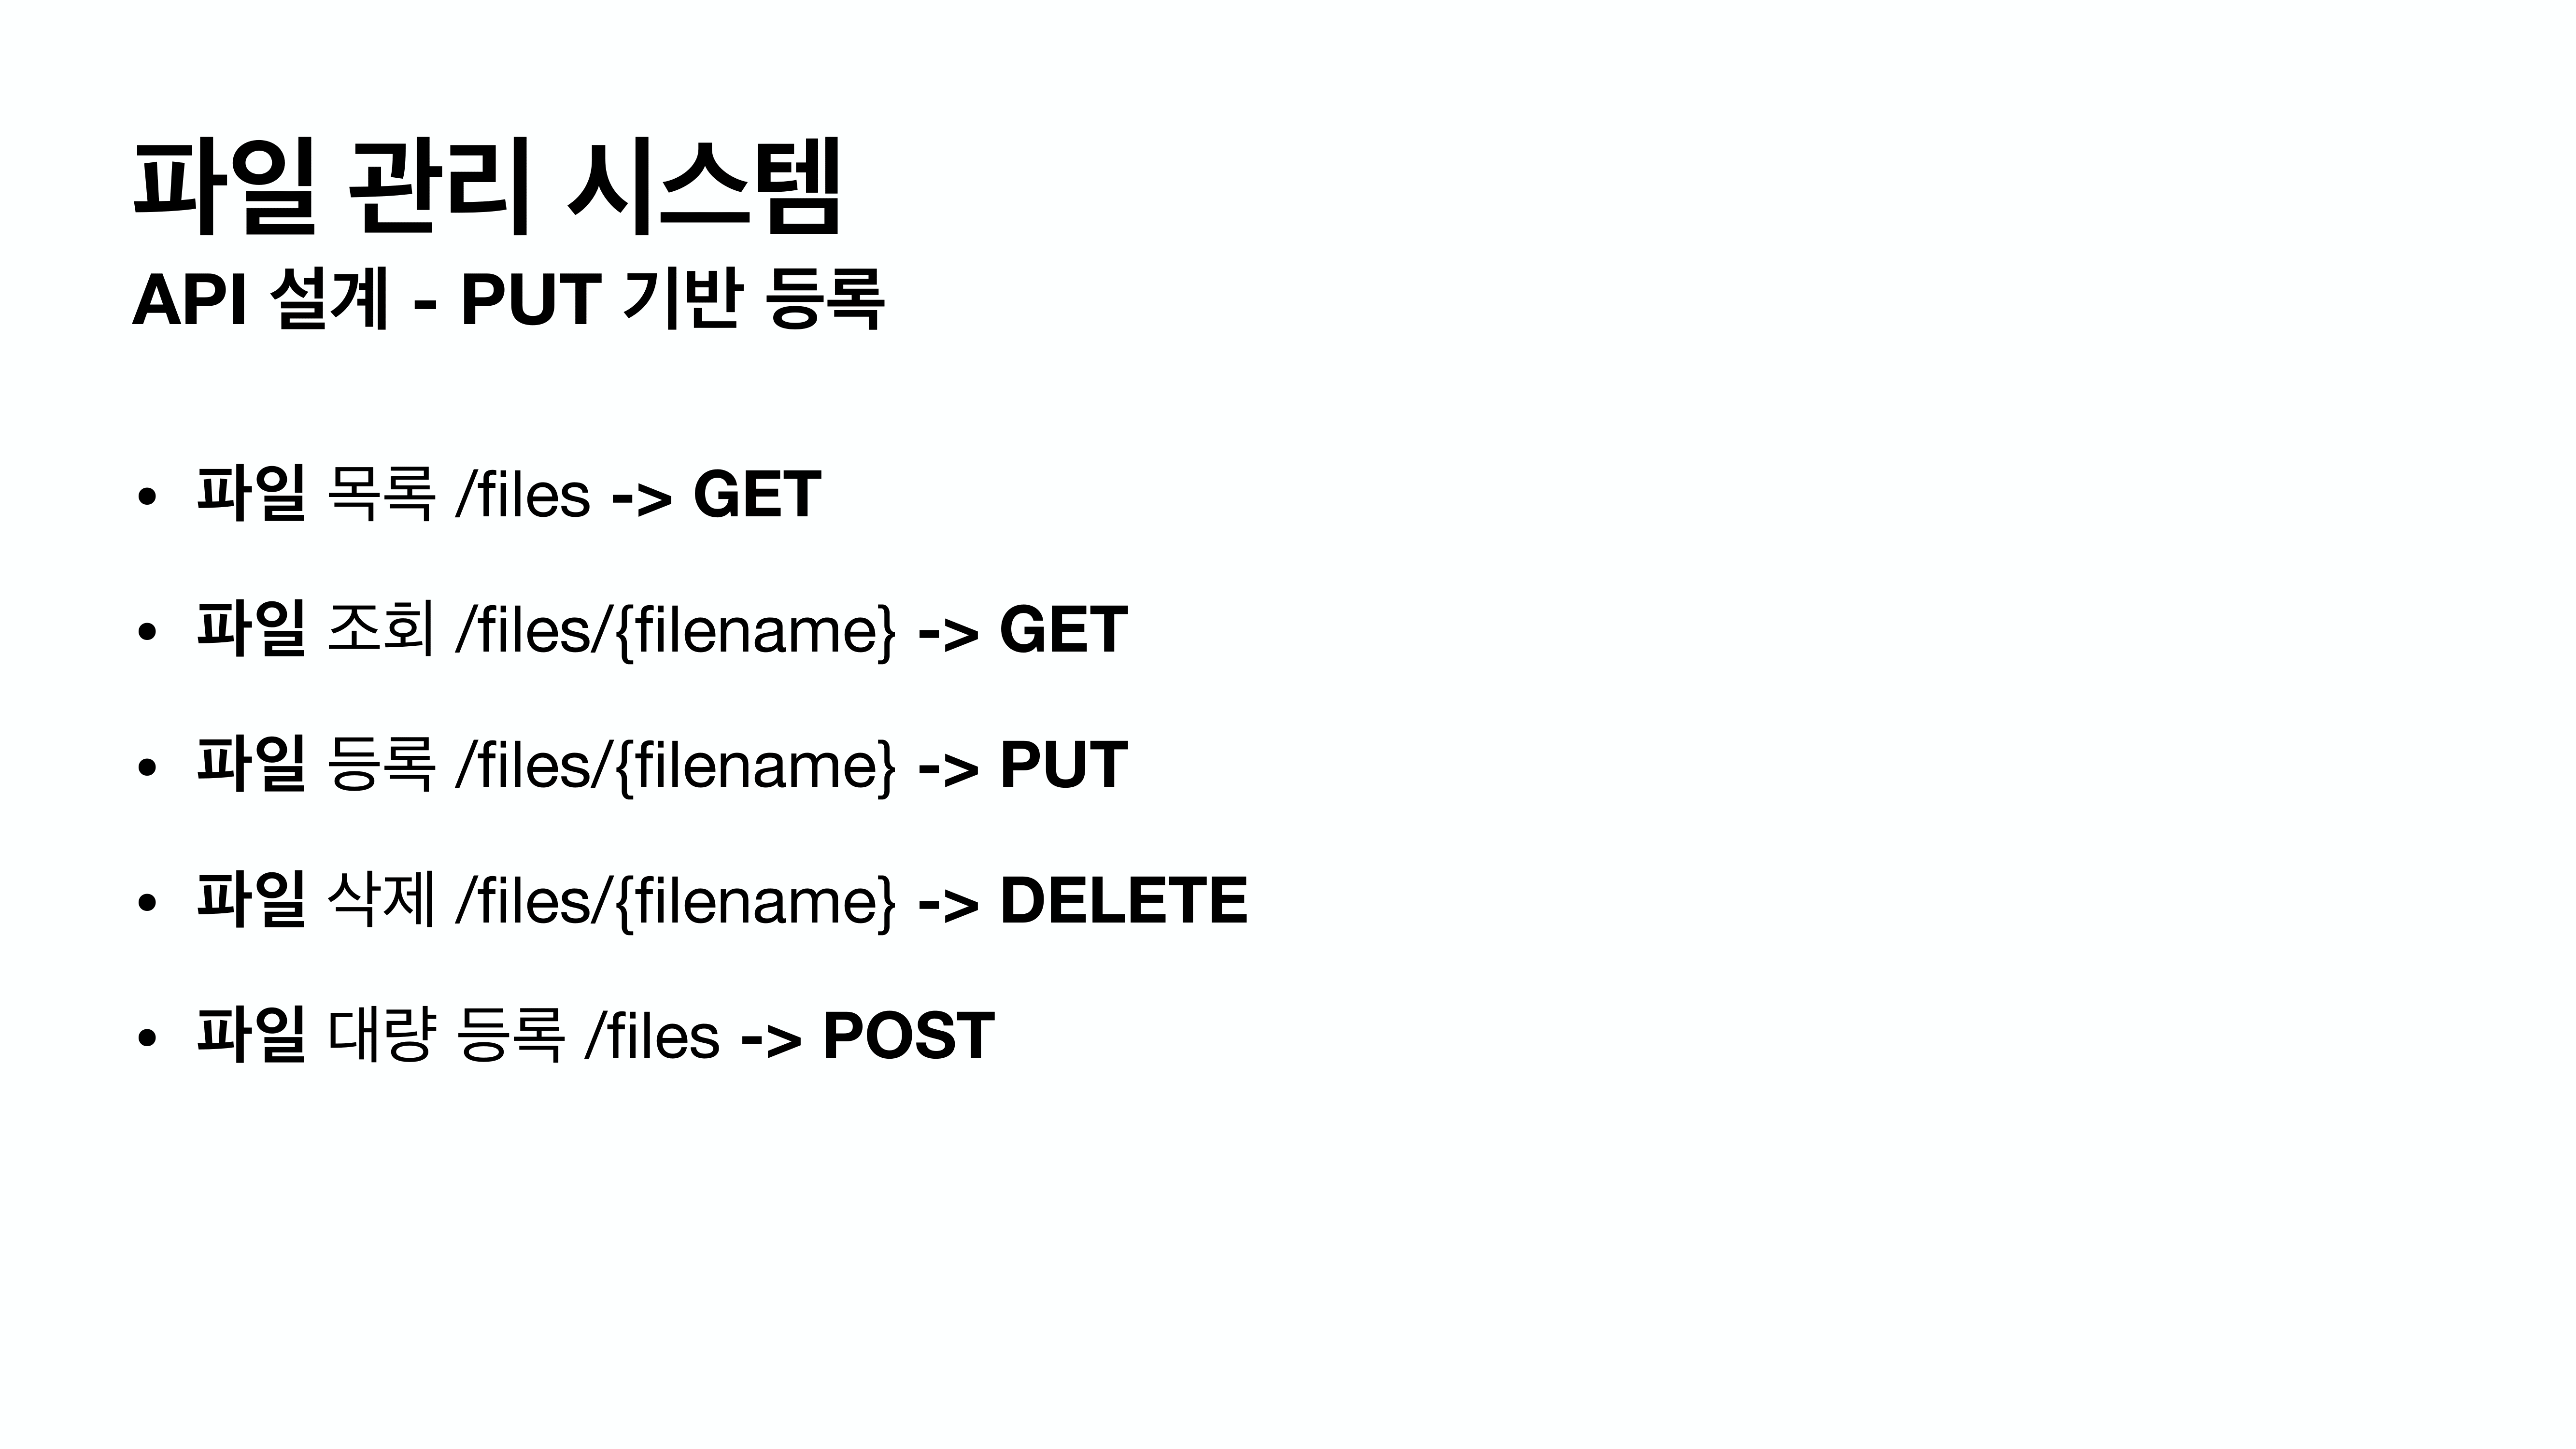 파일 관리 시스템
API 설계 - PUT 기반 등록
• 파일 목록 /files -> GET
• 파일 조회 /files/{filename} -> GET
• 파일 등록 /files/{filename} -> PUT
• 파일 삭제 /files/{filename} -> DELETE
• 파일 대량 등록 /files -> POST